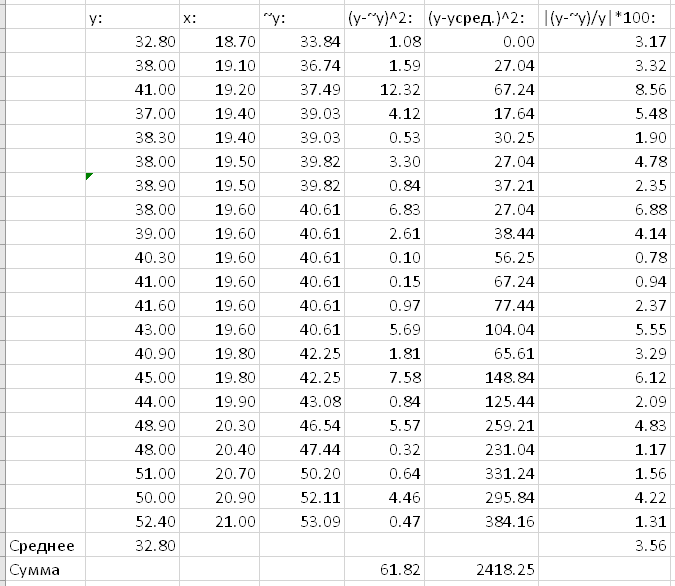 y: x: ~y: (y-~y)^2: (y-yсред.)^2: |(y-~y)/y|*100:
32.80 18.70 33.84 1.08 0.00 3.17
38.00 19.10 36.74 1.59 27.04 3.32
41.00 19.20 37.49 12.32 67.24 8.56
37.00 19.40 39.03 4.12 17.64 5.48
38.30 19.40 39.03 0.53 30.25 1.90
38.00 19.50 39.82 3.30 27.04 4.78
38.90 19.50 39.82 0.84 37.21 2.35
38.00 19.60 40.61 6.83 27.04 6.88
39.00 19.60 40.61 2.61 38.44 4.14
40.30 19.60 40.61 0.10 56.25 0.78
41.00 19.60 40.61 0.15 67.24 0.94
41.60 19.60 40.61 0.97 77.44 2.37
43.00 19.60 40.61 5.69 104.04 5.55
40.90 19.80 42.25 1.81 65.61 3.29
45.00 19.80 42.25 7.58 148.84 6.12
44.00 19.90 43.08 0.84 125.44 2.09
48.90 20.30 46.54 5.57 259.21 4.83
48.00 20.40 47.44 0.32 231.04 1.17
51.00 20.70 50.20 0.64 331.24 1.56
50.00 20.90 52.11 4.46 295.84 4.22
52.40 21.00 53.09 0.47 384.16 1.31
Среднее 32.80 3.56
Сумма 61.82 2418.25